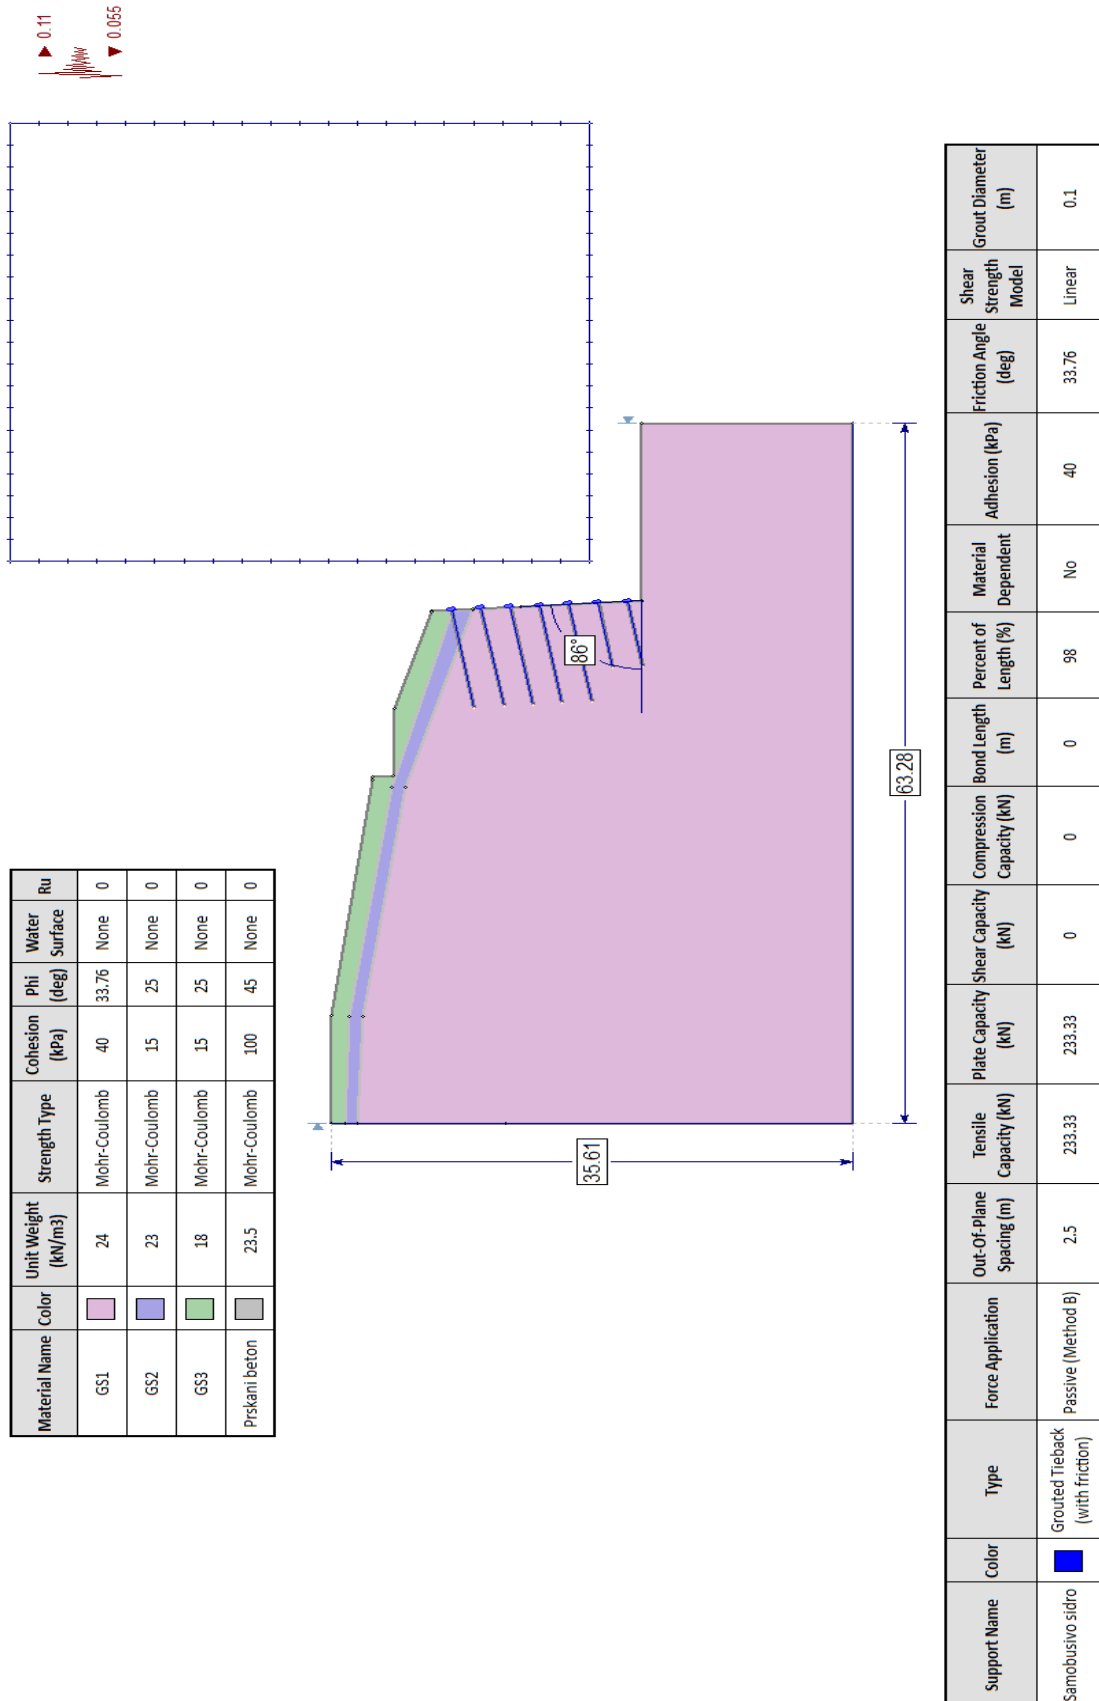 0.11
0.055
Material Name Color Unit Weight (kN/m3) Strength Type Cohesion (kPa) Phi (deg) Water Surface Ru
GS1 24 Mohr-Coulomb 40 33.76 None 0
GS2 23 Mohr-Coulomb 15 25 None 0
GS3 18 Mohr-Coulomb 15 25 None 0
Prskani beton 23.5 Mohr-Coulomb 100 45 None 0
86°
35.61
63.28
Support Name Color Type Force Application Out-Of-Plane Spacing (m) Tensile Capacity (kN) Plate Capacity (kN) Shear Capacity (kN) Compression Capacity (kN) Bond Length (m) Percent of Length (%) Material Dependent Adhesion (kPa) Friction Angle (deg) Shear Strength Model Grout Diameter (m)
Samobusivo sidro Grouted Tieback (with friction) Passive (Method B) 2.5 233.33 233.33 0 0 0 98 No 40 33.76 Linear 0.1